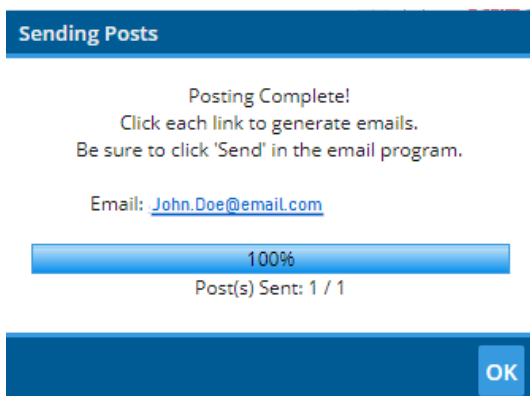 Sending Posts
Posting Complete!
Click each link to generate emails.
Be sure to click 'Send' in the email program.
Email: John.Doe@email.com
100%
Post(s) Sent: 1 / 1
OK